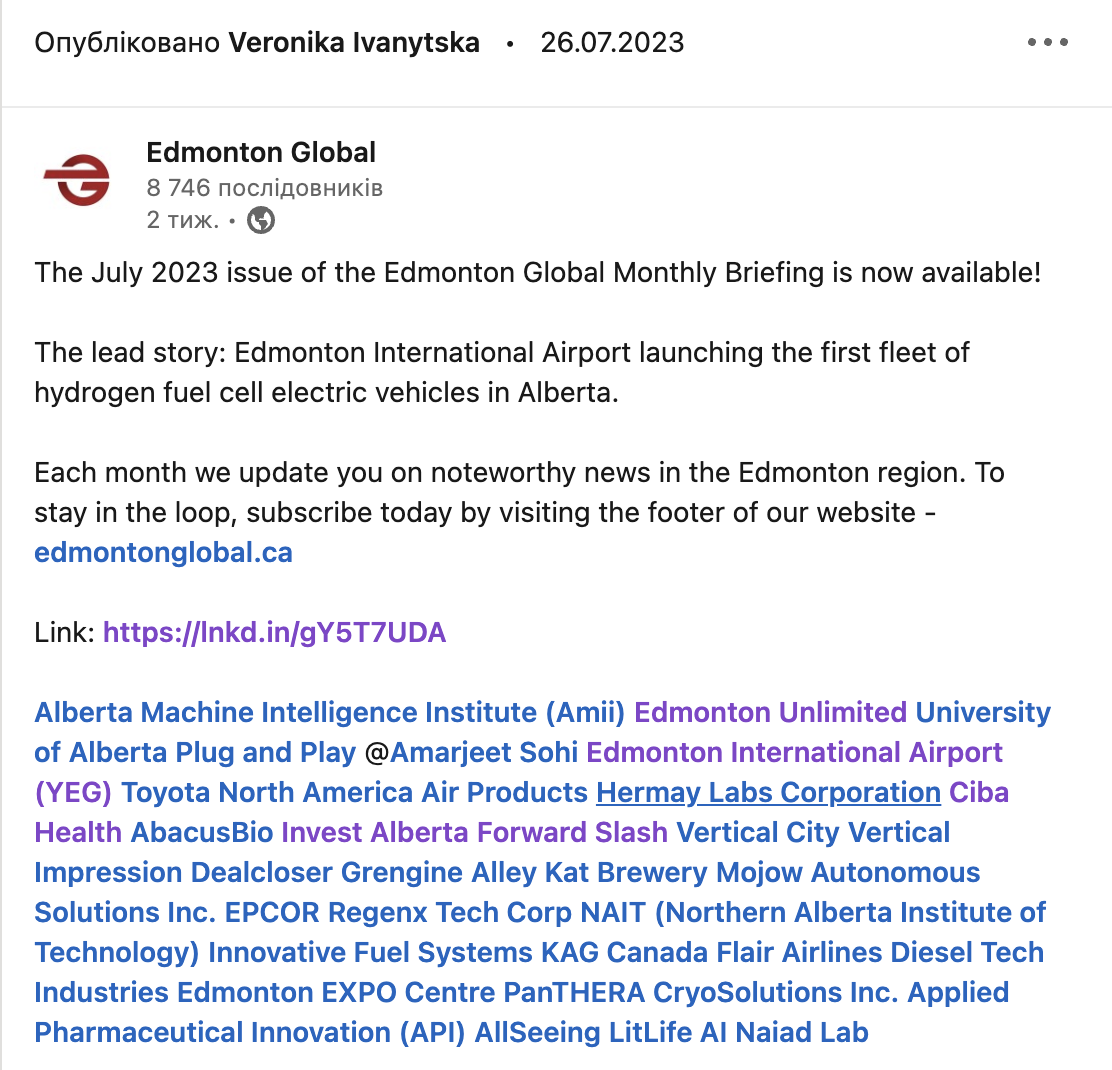 Опубліковано Veronika Ivanytska • 26.07.2023
Edmonton Global
8 746 послідовників
2 тиж. •
The July 2023 issue of the Edmonton Global Monthly Briefing is now available!
The lead story: Edmonton International Airport launching the first fleet of
hydrogen fuel cell electric vehicles in Alberta.
Each month we update you on noteworthy news in the Edmonton region. To
stay in the loop, subscribe today by visiting the footer of our website -
edmontonglobal.ca
Link: https://lnkd.in/gY5T7UDA
Alberta Machine Intelligence Institute (Amii) Edmonton Unlimited University
of Alberta Plug and Play @Amarjeet Sohi Edmonton International Airport
(YEG) Toyota North America Air Products Hermay Labs Corporation Ciba
Health AbacusBio Invest Alberta Forward Slash Vertical City Vertical
Impression Dealcloser Grengine Alley Kat Brewery Mojow Autonomous
Solutions Inc. EPCOR Regenx Tech Corp NAIT (Northern Alberta Institute of
Technology) Innovative Fuel Systems KAG Canada Flair Airlines Diesel Tech
Industries Edmonton EXPO Centre PanTHERA CryoSolutions Inc. Applied
Pharmaceutical Innovation (API) AllSeeing LitLife AI Naiad Lab